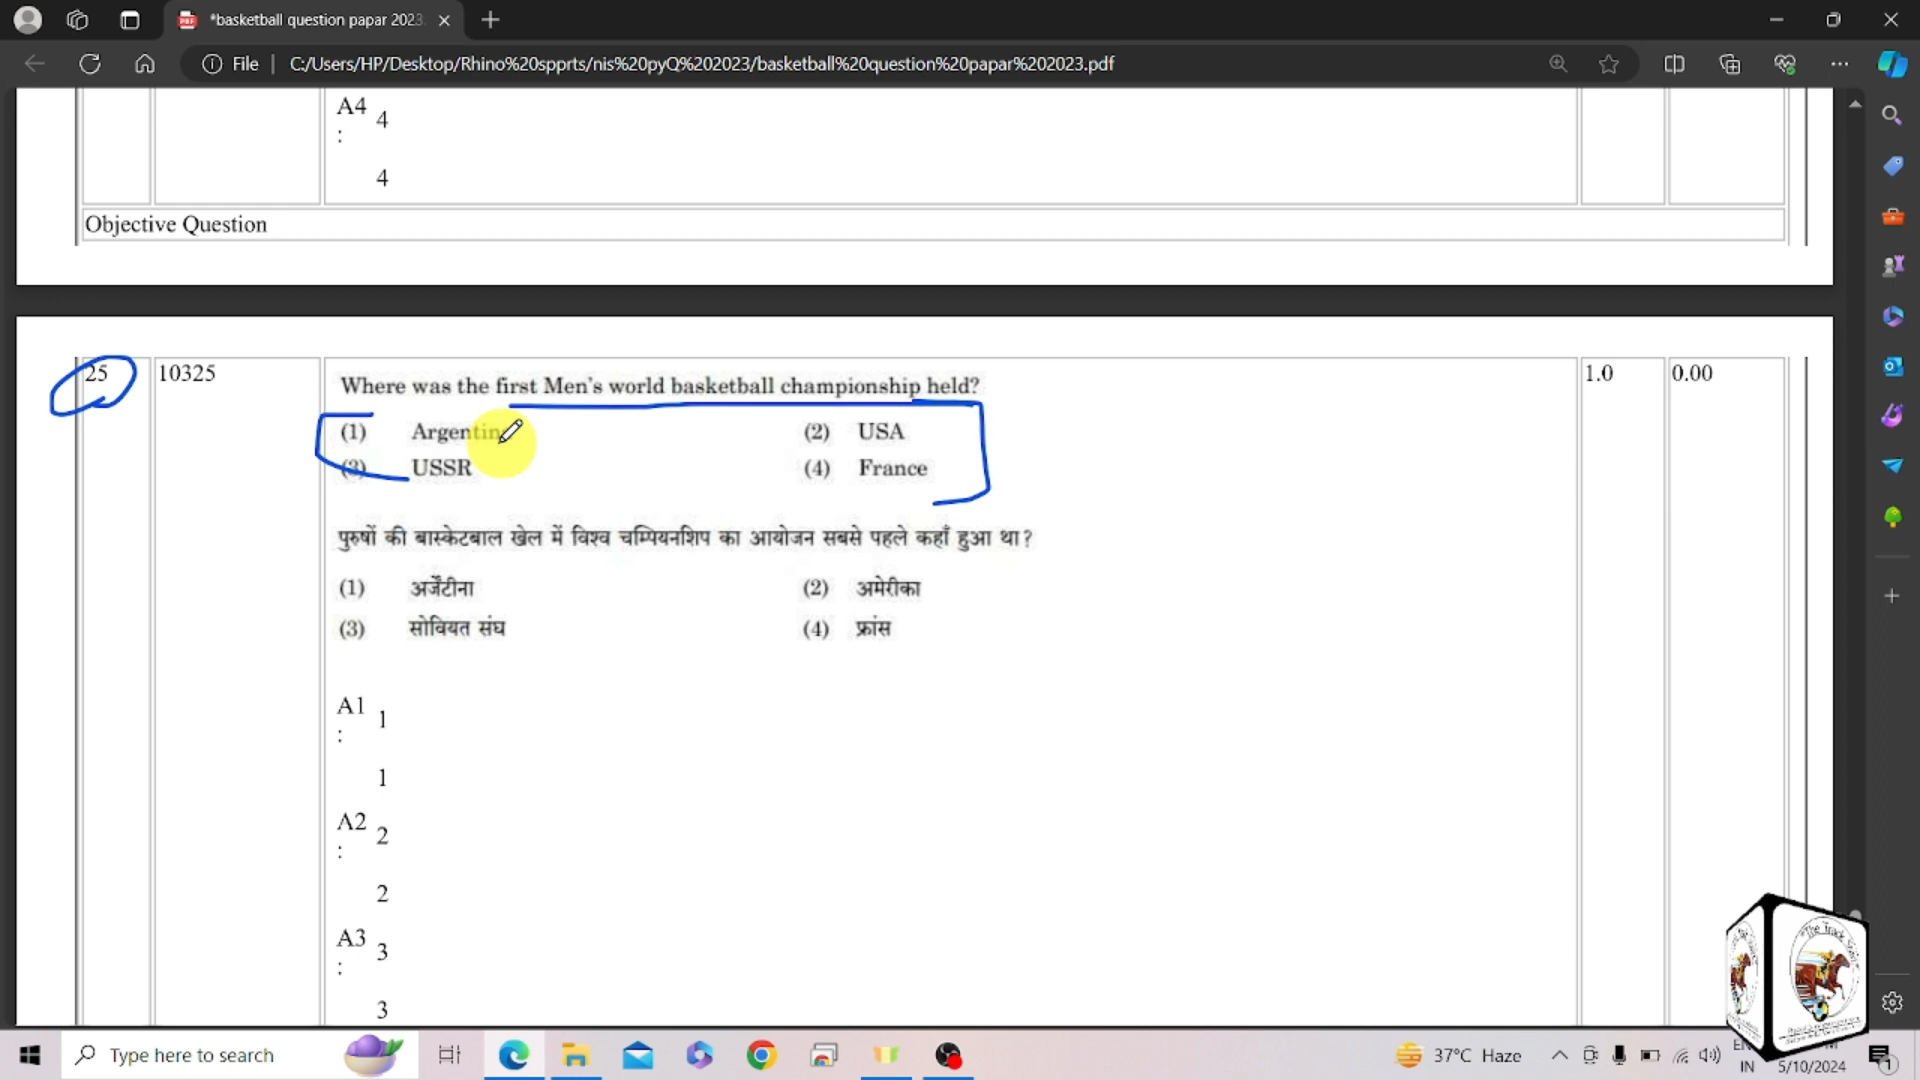 *basketball question papar 2023.
File
C:/Users/HP/Desktop/Rhino%20spprts/nis%20pyQ%202023/basketball%20question%20papar%202023.pdf
A4 4
:
4
Objective Question
25 10325 Where was the first Men's world basketball championship held? 1.0 0.00
(1) Argentin (2) USA
(3) USSR (4) France
पुरुषों की बास्केटबाल खेल में विश्व चम्पियनशिप का आयोजन सबसे पहले कहाँ हुआ था?
(1) अर्जेंटीना (2) अमेरीका
(3) सोवियत संघ (4) फ्रांस
A1 1
:
1
A2 2
:
2
A3 3
:
3
Type here to search
37°C Haze
IN 5/10/2024
1